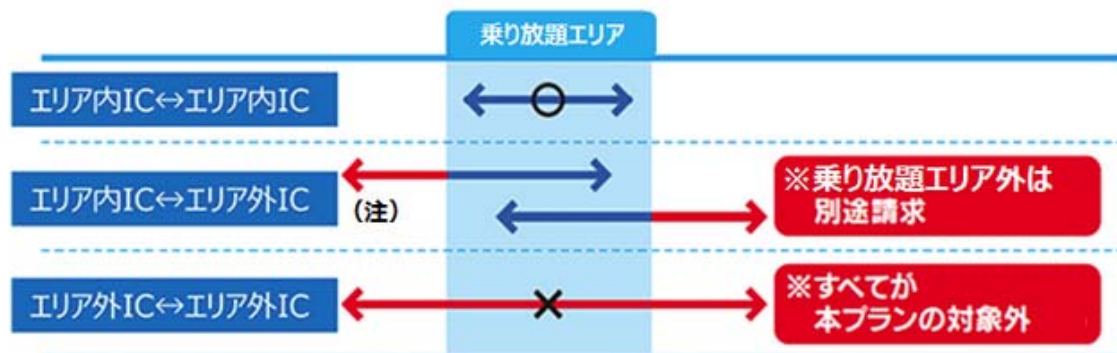 乗り放題エリア
エリア内IC↔エリア内IC
エリア内IC↔エリア外IC
(注)
※乗り放題エリア外は
別途請求
エリア外IC↔エリア外IC
※すべてが
本プランの対象外